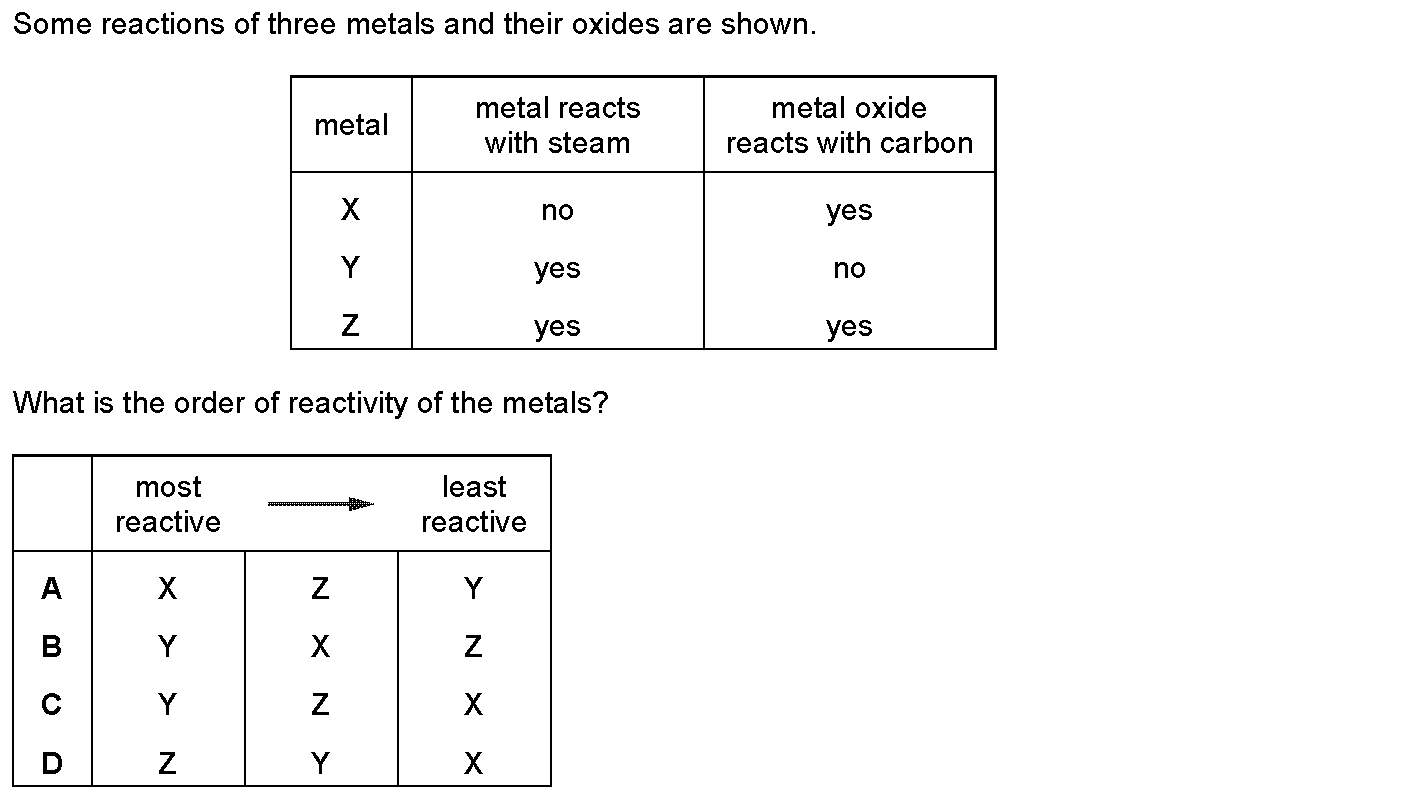 Some reactions of three metals and their oxides are shown.
metal
metal reacts
with steam
metal oxide
reacts with carbon
X no yes
Y yes no
Z yes yes
What is the order of reactivity of the metals?
most
reactive
least
reactive
A X Z Y
B Y X Z
C Y Z X
D Z Y X